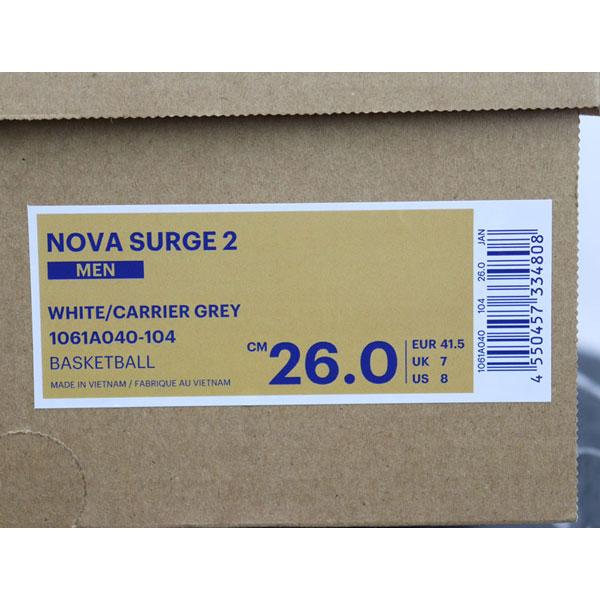 NOVA SURGE 2
MEN
WHITE/CARRIER GREY
1061A040-104
BASKETBALL
MADE IN VIETNAM / FABRIQUE AU VIETNAM
CM 26.0
EUR 41.5
UK 7
US 8
1061A040 104 26.0 JAN
4 550457 334808